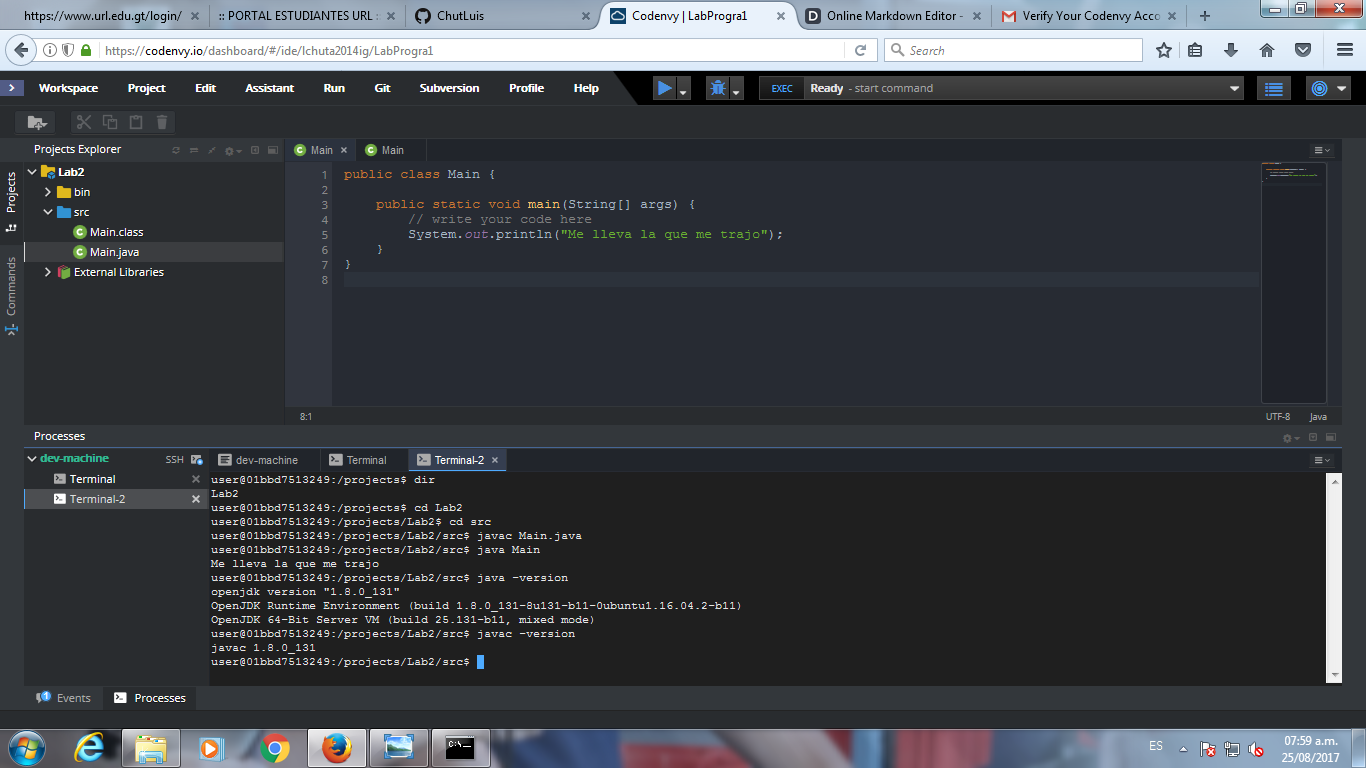 https://www.url.edu.gt/login/
:: PORTAL ESTUDIANTES URL :
ChutLuis
Codenvy | LabProgra1
Online Markdown Editor -
Verify Your Codenvy Acco
https://codenvy.io/dashboard/#/ide/lchuta2014ig/LabProgra1
Search
Workspace Project Edit Assistant Run Git Subversion Profile Help
EXEC Ready - start command
Projects Explorer
Main
Main
Projects
Commands
Lab2
bin
src
Main.class
Main.java
External Libraries
1 public class Main {
2
3 public static void main(String[] args) {
4 // write your code here
5 System.out.println("Me lleva la que me trajo");
6 }
7 }
8
8:1 UTF-8 Java
Processes
dev-machine SSH
Terminal
Terminal-2
dev-machine
Terminal
Terminal-2
user@01bbd7513249:/projects$ dir
Lab2
user@01bbd7513249:/projects$ cd Lab2
user@01bbd7513249:/projects/Lab2$ cd src
user@01bbd7513249:/projects/Lab2/src$ javac Main.java
user@01bbd7513249:/projects/Lab2/src$ java Main
Me lleva la que me trajo
user@01bbd7513249:/projects/Lab2/src$ java -version
openjdk version "1.8.0_131"
OpenJDK Runtime Environment (build 1.8.0_131-8u131-b11-0ubuntu1.16.04.2-b11)
OpenJDK 64-Bit Server VM (build 25.131-b11, mixed mode)
user@01bbd7513249:/projects/Lab2/src$ javac -version
javac 1.8.0_131
user@01bbd7513249:/projects/Lab2/src$
1 Events Processes
ES
07:59 a.m.
25/08/2017